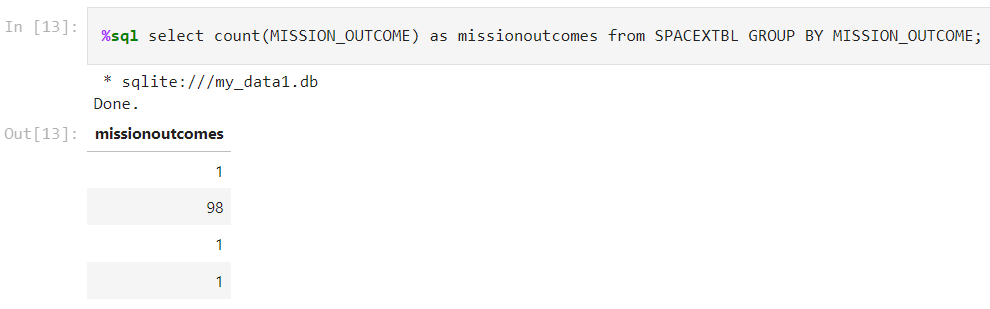 In [13]: %sql select count(MISSION_OUTCOME) as missionoutcomes from SPACEXTBL GROUP BY MISSION_OUTCOME;
* sqlite:///my_data1.db
Done.
Out[13]: missionoutcomes
1
98
1
1